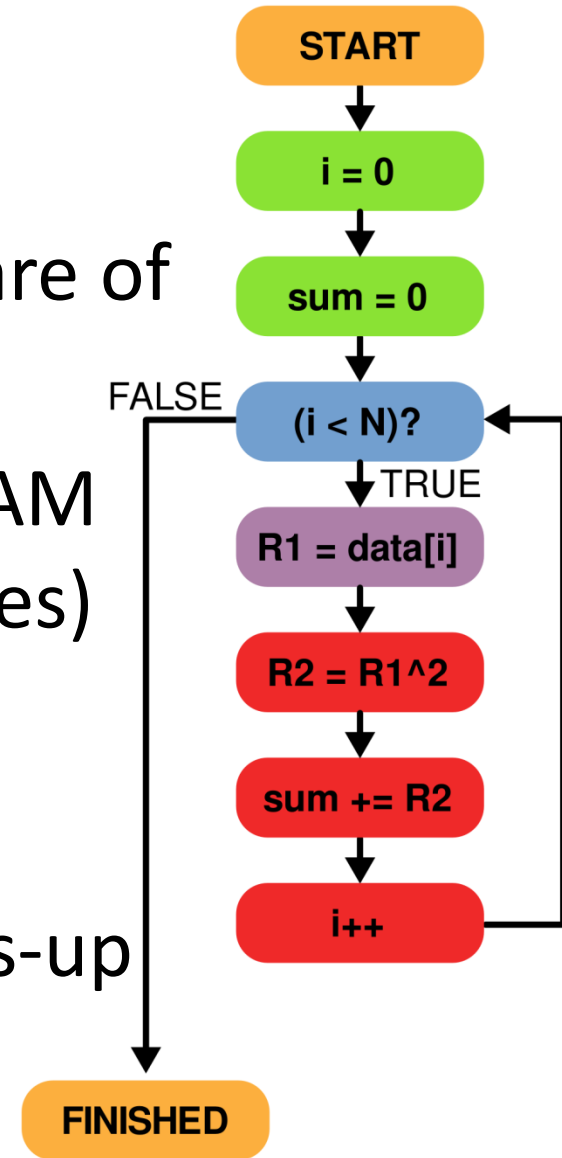 START
i = 0
are of
sum = 0
FALSE
(i < N)?
AM
TRUE
R1 = data[i]
es)
R2 = R1^2
sum += R2
s-up
i++
FINISHED